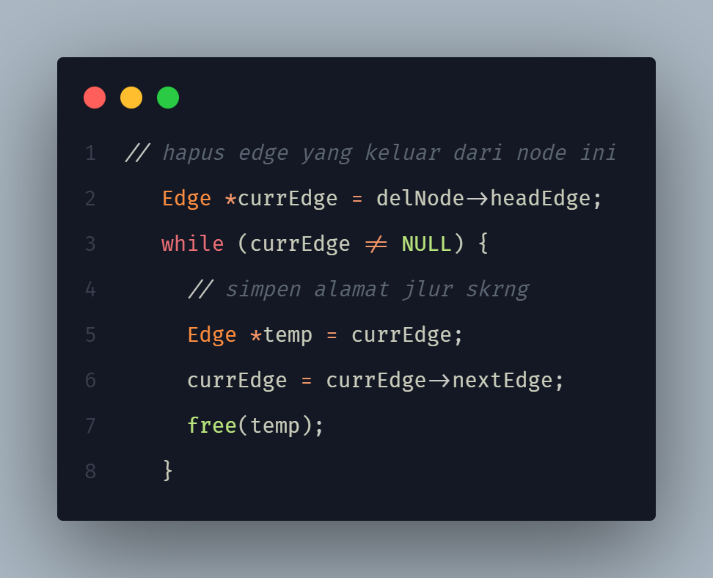 1 // hapus edge yang keluar dari node ini
2 Edge *currEdge = delNode->headEdge;
3 while (currEdge != NULL) {
4 // simpen alamat jlur skrng
5 Edge *temp = currEdge;
6 currEdge = currEdge->nextEdge;
7 free(temp);
8 }